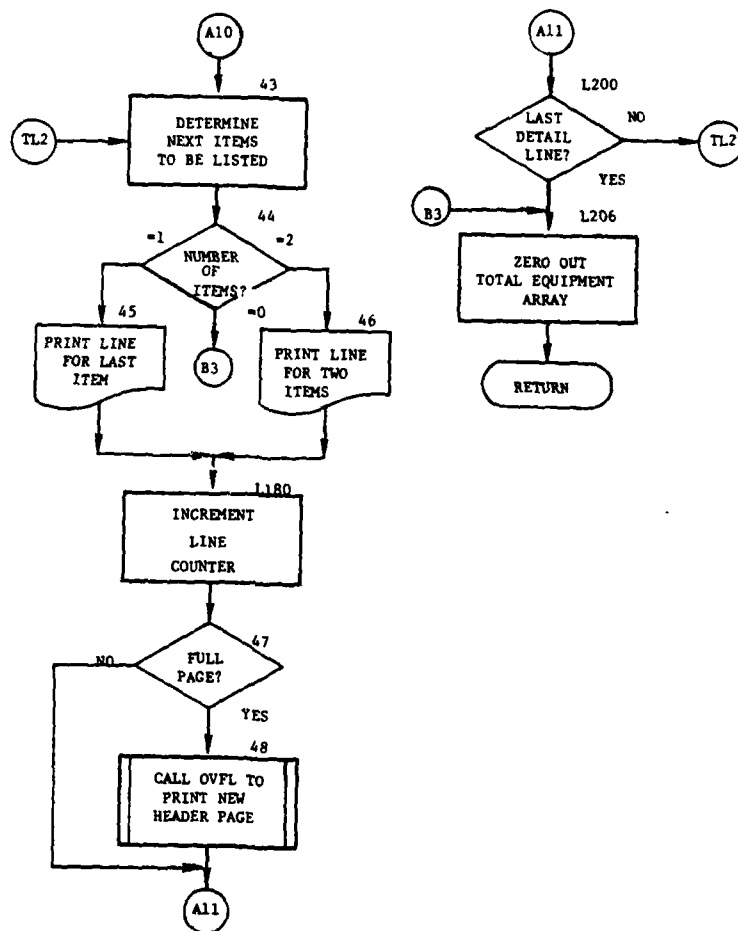 A10
43
DETERMINE
NEXT ITEMS
TO BE LISTED
TL2
44
=1
=2
NUMBER
OF
ITEMS?
=0
45
PRINT LINE
FOR LAST
ITEM
B3
46
PRINT LINE
FOR TWO
ITEMS
L180
INCREMENT
LINE
COUNTER
47
NO
FULL
PAGE?
YES
48
CALL OVFL TO
PRINT NEW
HEADER PAGE
A11
A11
L200
LAST
DETAIL
LINE?
NO
TL2
YES
B3
L206
ZERO OUT
TOTAL EQUIPMENT
ARRAY
RETURN